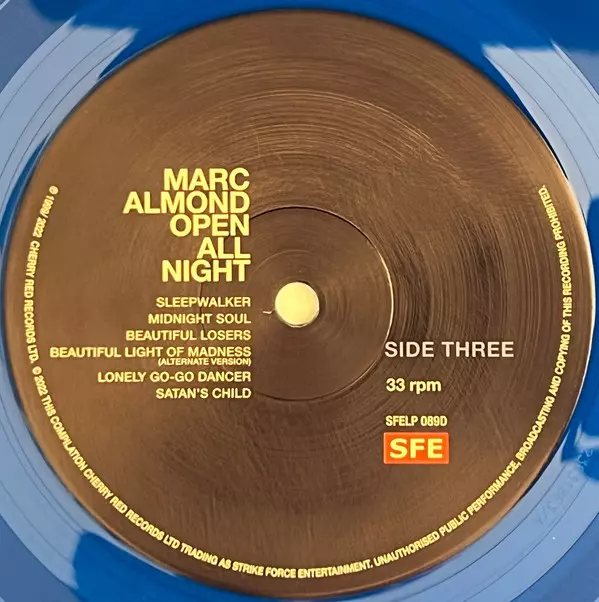 MARC
ALMOND
OPEN
ALL
NIGHT
SLEEPWALKER
MIDNIGHT SOUL
BEAUTIFUL LOSERS
BEAUTIFUL LIGHT OF MADNESS
(ALTERNATE VERSION)
LONELY GO-GO DANCER
SATAN'S CHILD
SIDE THREE
33 rpm
SFELP 089D
SFE
℗ 1999/ 2022 CHERRY RED RECORDS LTD. © 2022 THIS COMPILATION CHERRY RED RECORDS LTD TRADING AS STRIKE FORCE ENTERTAINMENT. UNAUTHORISED PUBLIC PERFORMANCE, BROADCASTING AND COPYING OF THIS RECORDING PROHIBITED.